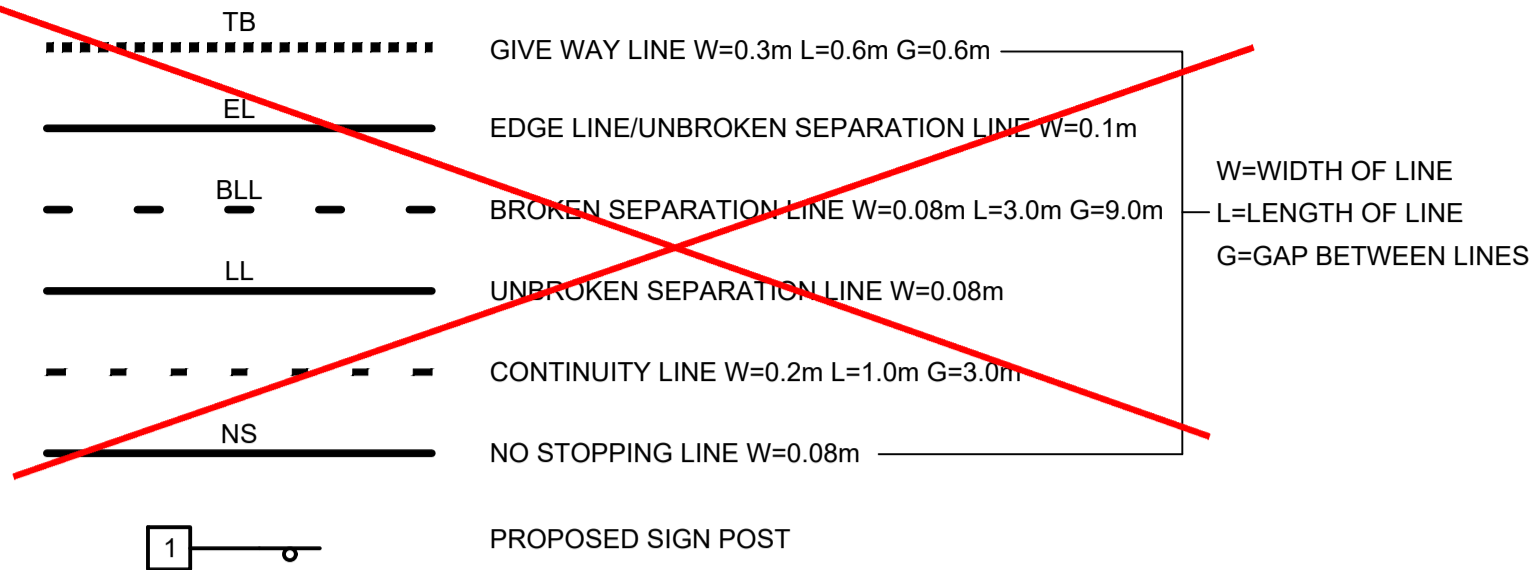 TB
GIVE WAY LINE W=0.3m L=0.6m G=0.6m
EL
EDGE LINE/UNBROKEN SEPARATION LINE W=0.1m
BLL
BROKEN SEPARATION LINE W=0.08m L=3.0m G=9.0m
LL
UNBROKEN SEPARATION LINE W=0.08m
CONTINUITY LINE W=0.2m L=1.0m G=3.0m
NS
NO STOPPING LINE W=0.08m
W=WIDTH OF LINE
L=LENGTH OF LINE
G=GAP BETWEEN LINES
1
PROPOSED SIGN POST